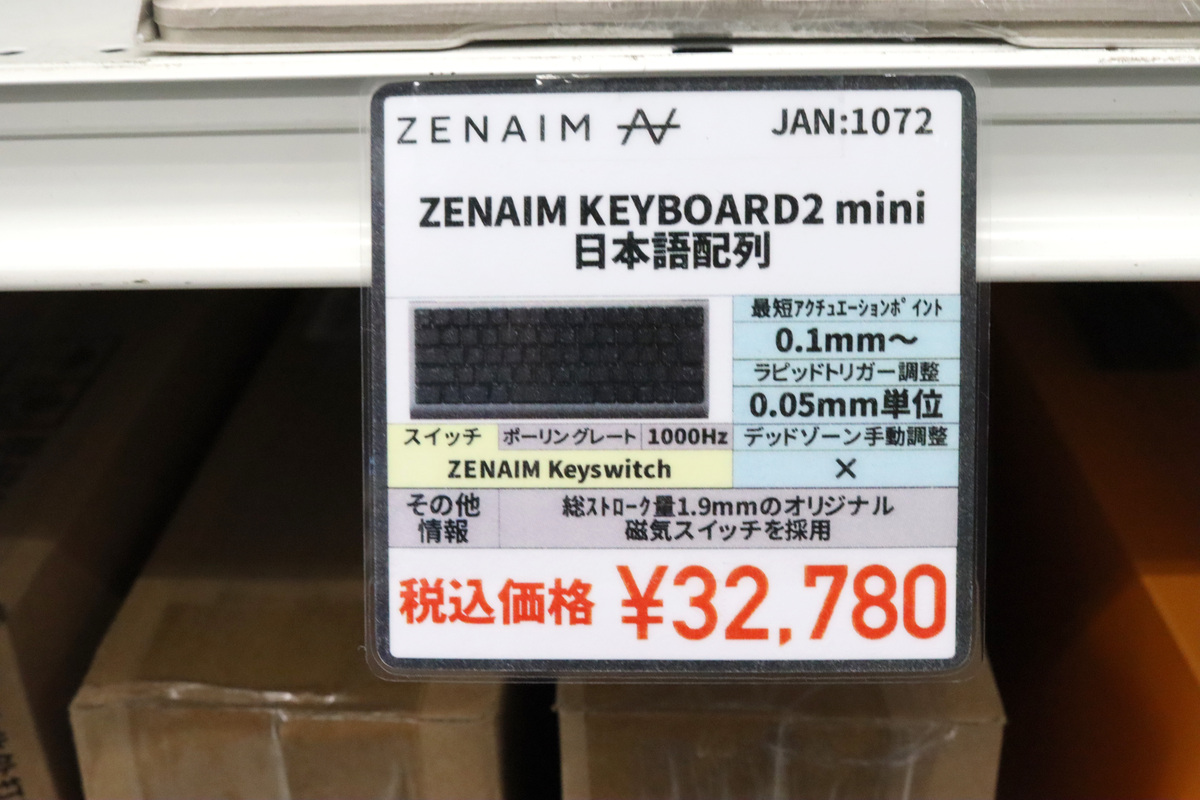 ZENAIM
JAN:1072
ZENAIM KEYBOARD2 mini
日本語配列
最短ｱｸﾁｭｴｰｼｮﾝﾎﾟｲﾝﾄ
0.1mm～
ラピッドトリガー調整
0.05mm単位
スイッチ ポーリングレート 1000Hz
デッドゾーン手動調整
ZENAIM Keyswitch
×
その他
情報
総ｽﾄﾛｰｸ量1.9mmのオリジナル
磁気スイッチを採用
税込価格 ¥32,780